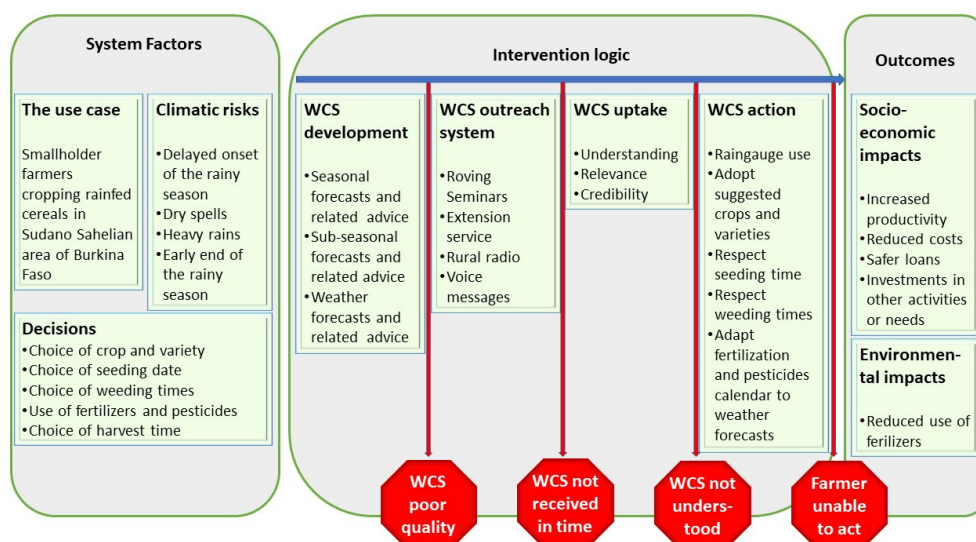 System Factors
The use case
Smallholder
farmers
cropping rainfed
cereals in
Sudano Sahelian
area of Burkina
Faso
Climatic risks
•Delayed onset
of the rainy
season
•Dry spells
•Heavy rains
•Early end of
the rainy
season
Decisions
•Choice of crop and variety
•Choice of seeding date
•Choice of weeding times
•Use of fertilizers and pesticides
•Choice of harvest time
Intervention logic
WCS
development
•Seasonal
forecasts and
related advice
•Sub-seasonal
forecasts and
related advice
•Weather
forecasts and
related advice
WCS outreach
system
•Roving
Seminars
•Extension
service
•Rural radio
•Voice
messages
WCS uptake
•Understanding
•Relevance
•Credibility
WCS action
•Raingauge use
•Adopt
suggested
crops and
varieties
•Respect
seeding time
•Respect
weeding times
•Adapt
fertilization
and pesticides
calendar to
weather
forecasts
WCS
poor
quality
WCS not
received
in time
WCS not
unders-
tood
Farmer
unable
to act
Outcomes
Socio-
economic
impacts
•Increased
productivity
•Reduced costs
•Safer loans
•Investments in
other activities
or needs
Environmen-
tal impacts
•Reduced use of
ferilizers